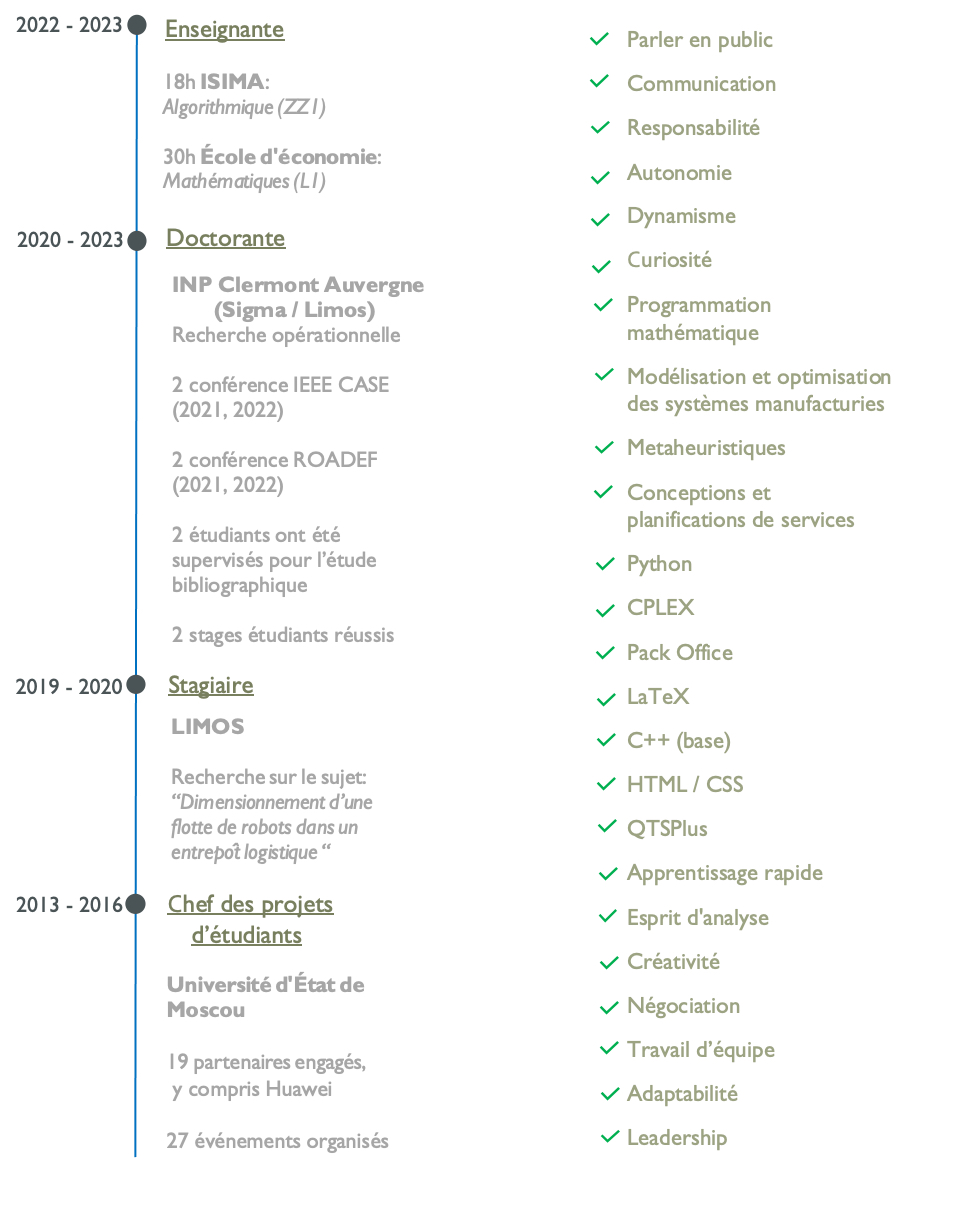 2022 - 2023
Enseignante
18h ISIMA:
Algorithmique (ZZ1)
30h École d'économie:
Mathématiques (L1)
2020 - 2023
Doctorante
INP Clermont Auvergne
(Sigma / Limos)
Recherche opérationnelle
2 conférence IEEE CASE
(2021, 2022)
2 conférence ROADEF
(2021, 2022)
2 étudiants ont été
supervisés pour l’étude
bibliographique
2 stages étudiants réussis
2019 - 2020
Stagiaire
LIMOS
Recherche sur le sujet:
“Dimensionnement d’une
flotte de robots dans un
entrepôt logistique “
2013 - 2016
Chef des projets
d’étudiants
Université d'État de
Moscou
19 partenaires engagés,
y compris Huawei
27 événements organisés
Parler en public
Communication
Responsabilité
Autonomie
Dynamisme
Curiosité
Programmation
mathématique
Modélisation et optimisation
des systèmes manufacturies
Metaheuristiques
Conceptions et
planifications de services
Python
CPLEX
Pack Office
LaTeX
C++ (base)
HTML / CSS
QTSPlus
Apprentissage rapide
Esprit d'analyse
Créativité
Négociation
Travail d’équipe
Adaptabilité
Leadership